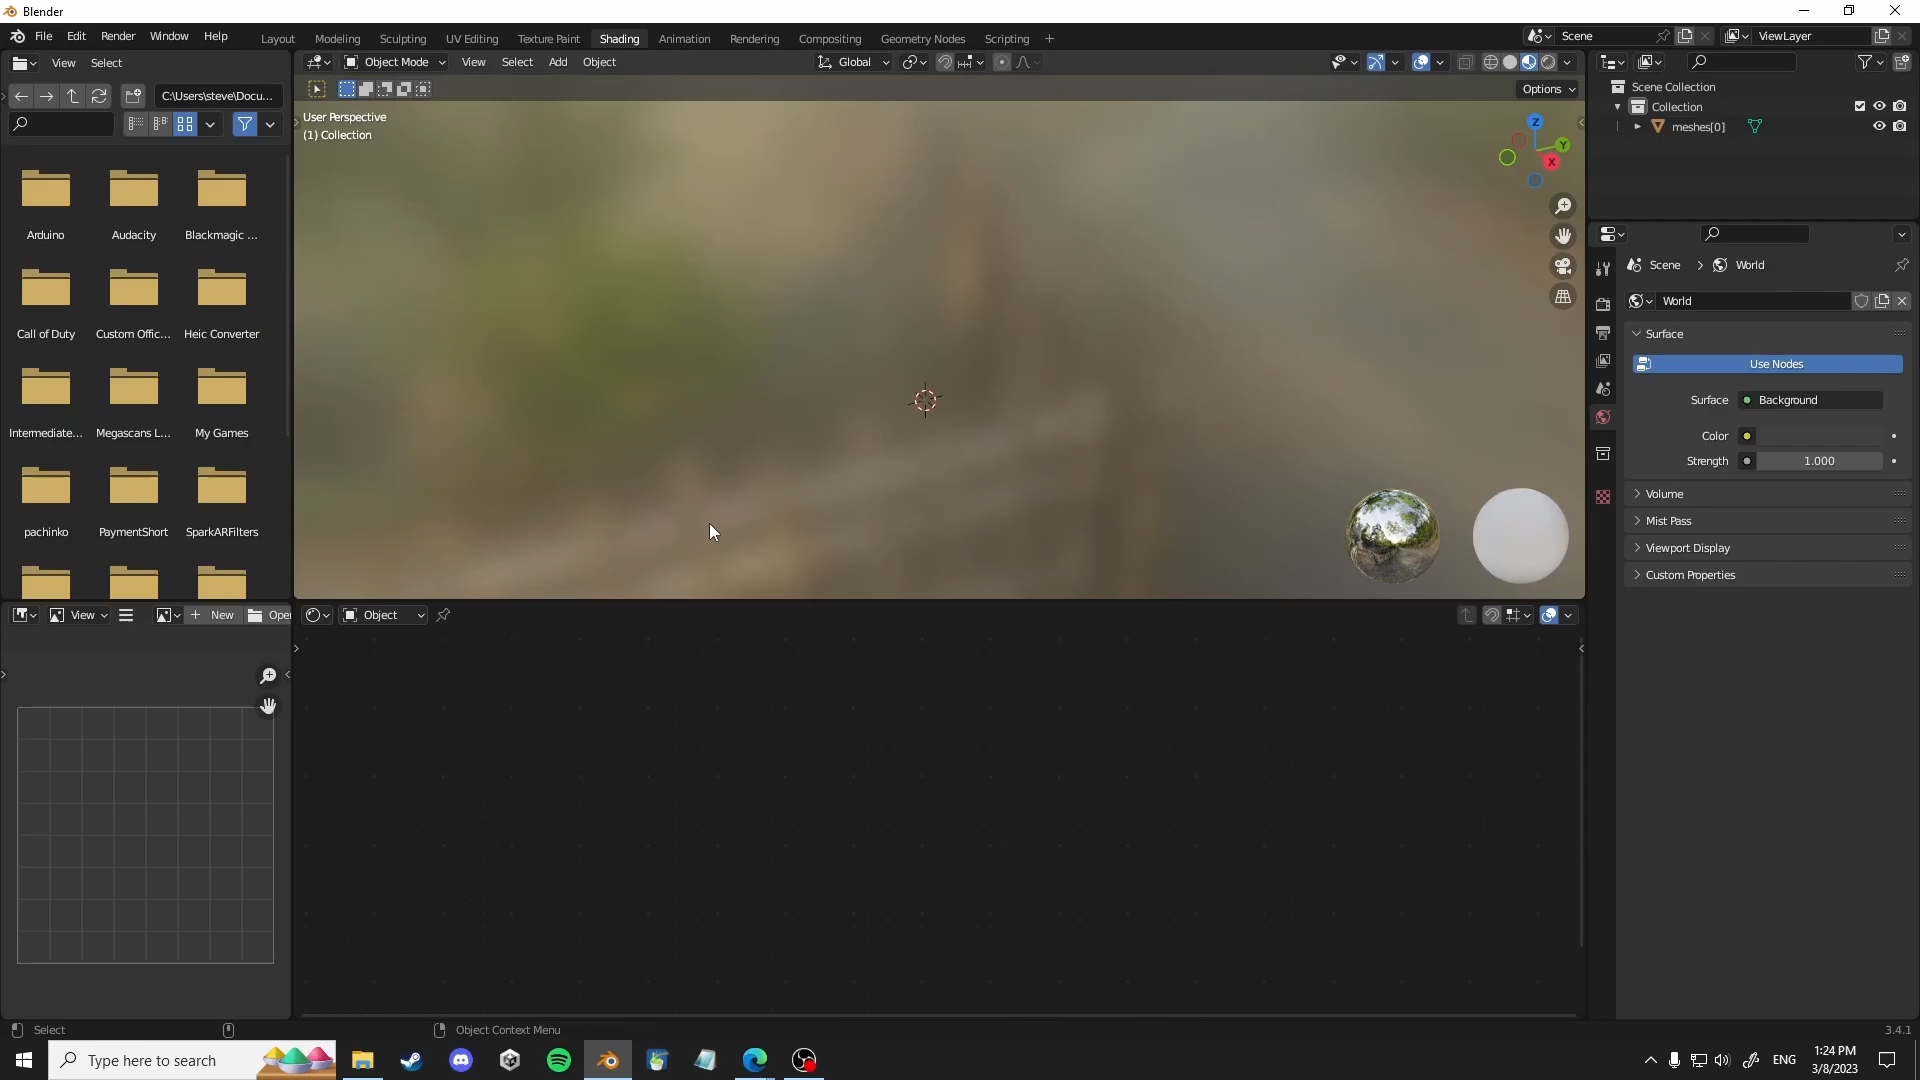 Blender
File Edit Render Window Help
Layout Modeling Sculpting UV Editing Texture Paint Shading Animation Rendering Compositing Geometry Nodes Scripting +
Scene
ViewLayer
View Select
Object Mode View Select Add Object
Global
C:\Users\steve\Docu...
Options
User Perspective
(1) Collection
Z
Y
X
Arduino Audacity Blackmagic ...
Call of Duty Custom Offic... Heic Converter
Intermediate... Megascans L... My Games
pachinko PaymentShort SparkARFilters
Scene Collection
Collection
meshes[0]
Scene > World
World
Surface
Use Nodes
Surface Background
Color
Strength 1.000
Volume
Mist Pass
Viewport Display
Custom Properties
View
+ New Ope
Object
Select
Object Context Menu
3.4.1
Type here to search
ENG
1:24 PM
3/8/2023